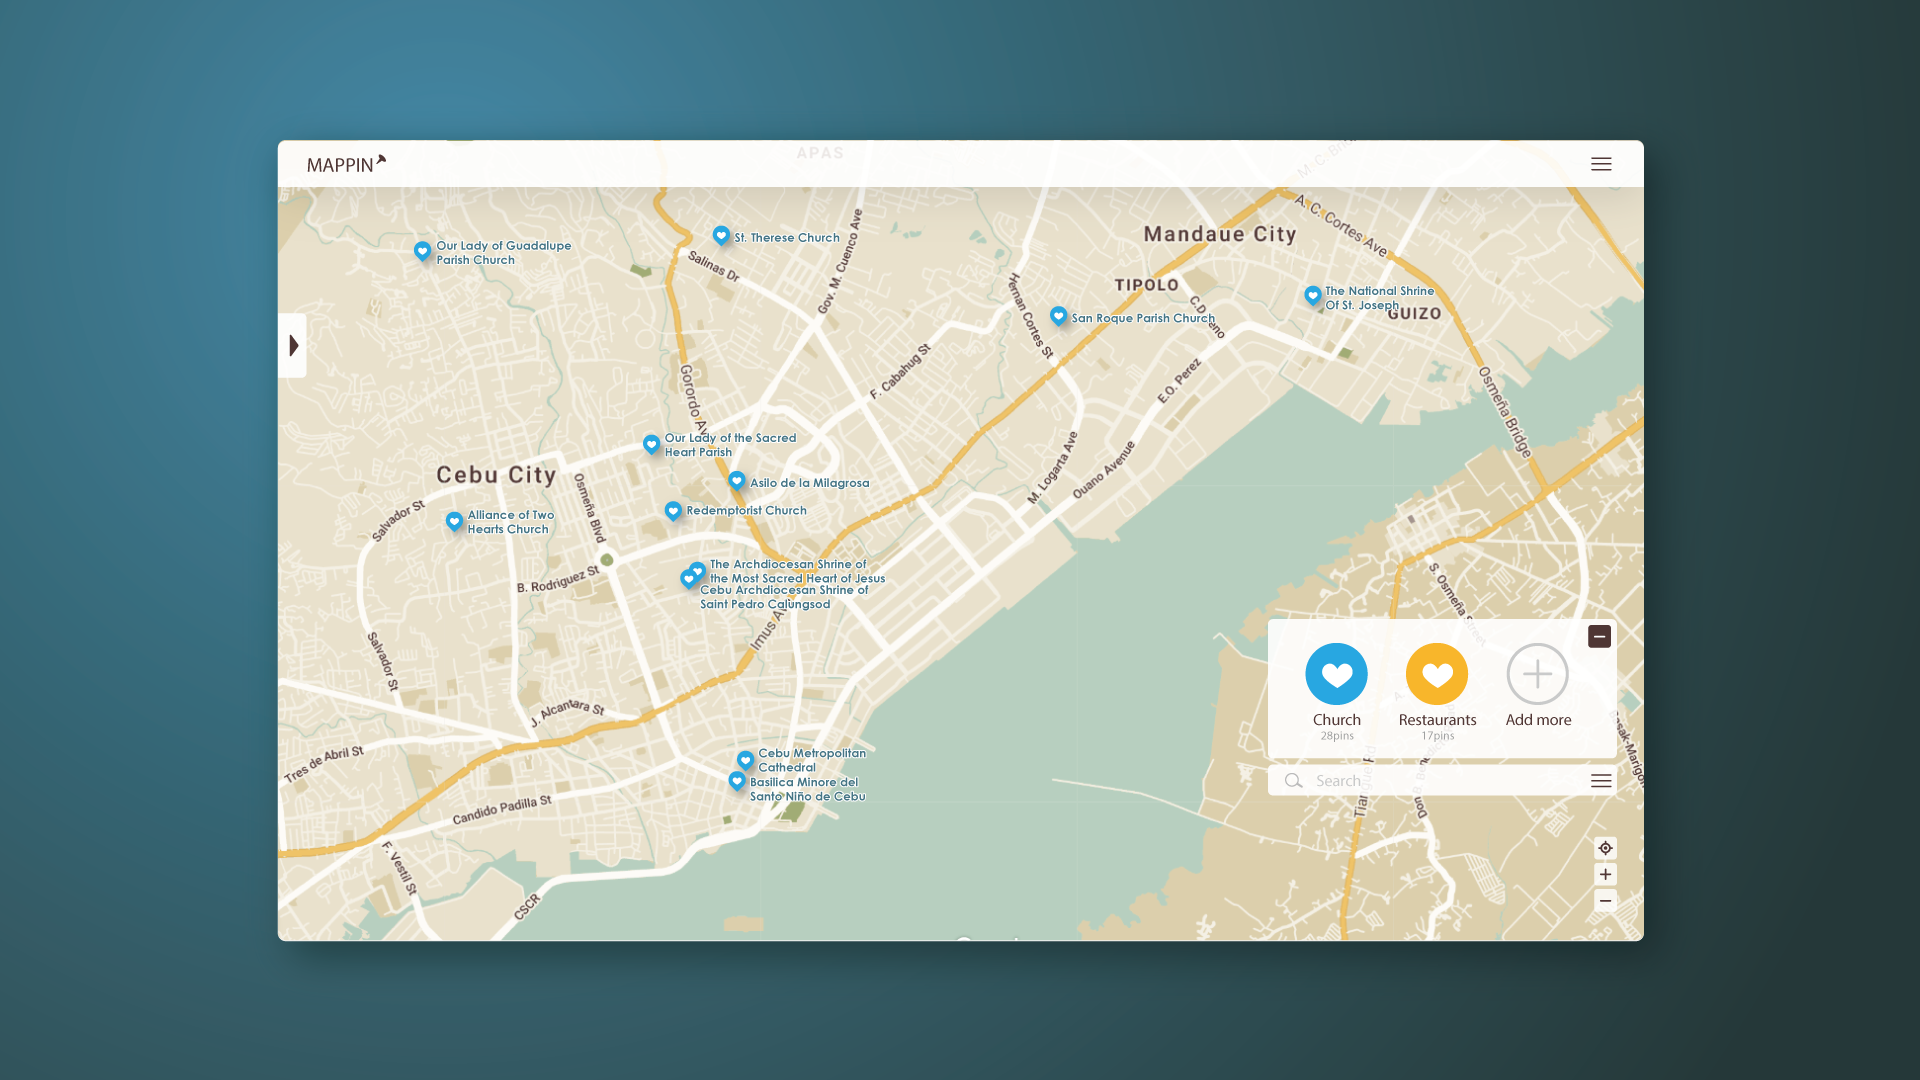 MAPPIN
APAS
M. C. Bri
A. C. Cortes Ave
Mandaue City
St. Therese Church
Our Lady of Guadalupe
Parish Church
Salinas Dr
Gov. M. Cuenco Ave
TIPOLO
Hernan Cortes St
C.D
eno
The National Shrine
Of St. Joseph
GUIZO
San Roque Parish Church
F. Cabahug St
E.O. Perez
Gorordo Av
Osmeña Bridge
Our Lady of the Sacred
Heart Parish
Cebu City
Osmeña Blvd
Asilo de la Milagrosa
M. Logarta Ave
Ouano Avenue
Salvador St
Alliance of Two
Hearts Church
Redemptorist Church
B. Rodriguez St
The Archdiocesan Shrine of
the Most Sacred Heart of Jesus
Cebu Archdiocesan Shrine of
Saint Pedro Calungsod
Imus A
S. Osmeña Street
Salvador St
Church
28pins
Restaurants
17pins
Add more
J. Alcantara St
Tres de Abril St
Cebu Metropolitan
Cathedral
Basilica Minore del
Santo Niño de Cebu
Search
Candido Padilla St
F. Vestil St
CSCR